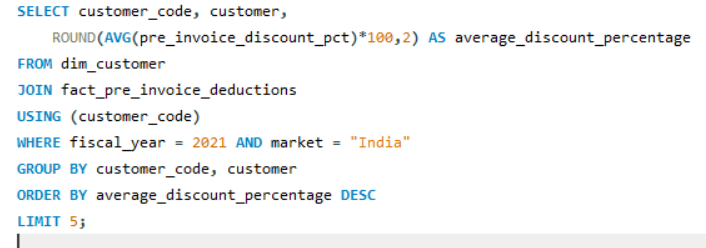 SELECT customer_code, customer,
ROUND(AVG(pre_invoice_discount_pct)*100,2) AS average_discount_percentage
FROM dim_customer
JOIN fact_pre_invoice_deductions
USING (customer_code)
WHERE fiscal_year = 2021 AND market = "India"
GROUP BY customer_code, customer
ORDER BY average_discount_percentage DESC
LIMIT 5;